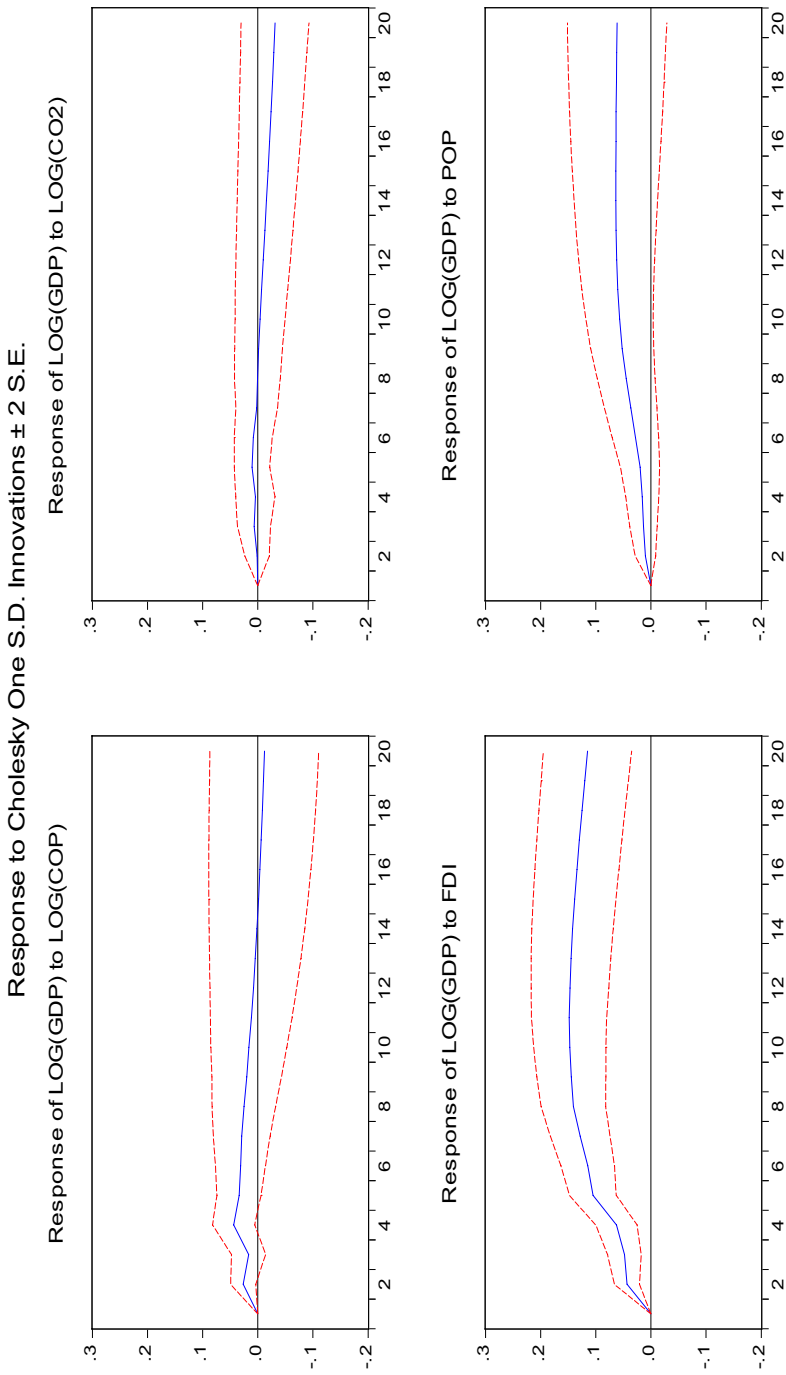 Response to Cholesky One S.D. Innovations ± 2 S.E.
Response of LOG(GDP) to LOG(COP)
.3
.2
.1
.0
-.1
-.2
2 4 6 8 10 12 14 16 18 20
Response of LOG(GDP) to LOG(CO2)
.3
.2
.1
.0
-.1
-.2
2 4 6 8 10 12 14 16 18 20
Response of LOG(GDP) to FDI
.3
.2
.1
.0
-.1
-.2
2 4 6 8 10 12 14 16 18 20
Response of LOG(GDP) to POP
.3
.2
.1
.0
-.1
-.2
2 4 6 8 10 12 14 16 18 20